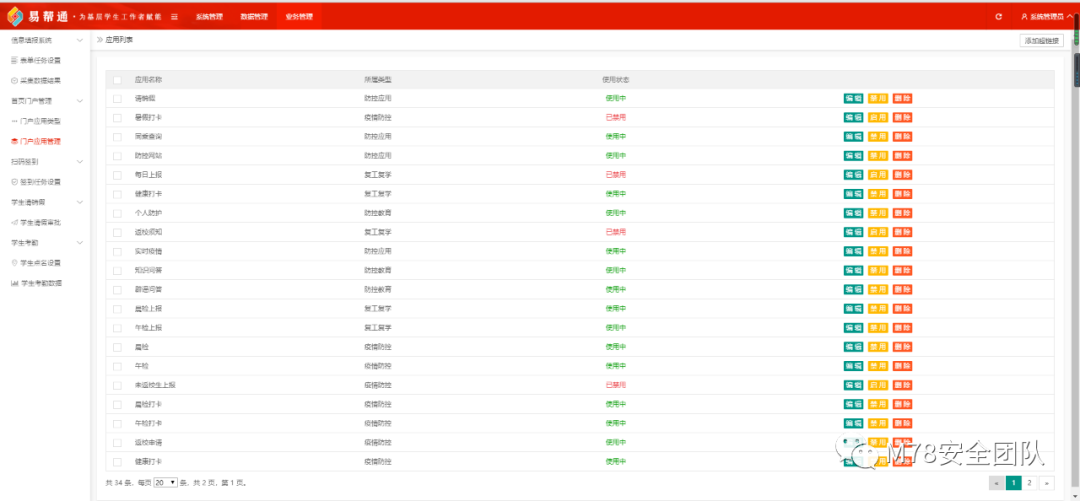 易帮通·为基层学生工作者赋能 系统管理 数据管理 业务管理 系统管理员
信息填报系统
表单任务设置
采集数据结果
首页门户管理
门户应用类型
门户应用管理
扫码签到
签到任务设置
学生请销假
学生请假审批
学生考勤
学生点名设置
学生考勤数据
应用列表 添加超链接
应用名称 所属类型 使用状态
请销假 防控应用 使用中 编辑 禁用 删除
暑假打卡 疫情防控 已禁用 编辑 启用 删除
同乘查询 防控应用 使用中 编辑 禁用 删除
防控网站 防控应用 使用中 编辑 禁用 删除
每日上报 复工复学 已禁用 编辑 启用 删除
健康打卡 复工复学 使用中 编辑 禁用 删除
个人防护 防控教育 使用中 编辑 禁用 删除
返校须知 复工复学 已禁用 编辑 启用 删除
实时疫情 防控应用 使用中 编辑 禁用 删除
知识问答 防控教育 使用中 编辑 禁用 删除
辟谣问答 防控教育 使用中 编辑 禁用 删除
晨检上报 复工复学 使用中 编辑 禁用 删除
午检上报 复工复学 使用中 编辑 禁用 删除
晨检 疫情防控 使用中 编辑 禁用 删除
午检 疫情防控 使用中 编辑 禁用 删除
未返校生上报 疫情防控 已禁用 编辑 启用 删除
晨检打卡 疫情防控 使用中 编辑 禁用 删除
午检打卡 疫情防控 使用中 编辑 禁用 删除
返校申请 疫情防控 使用中
健康打卡 疫情防控 使用中
M78安全团队
共 34 条，每页 20 条，共 2 页，第 1 页。 « 1 2 »